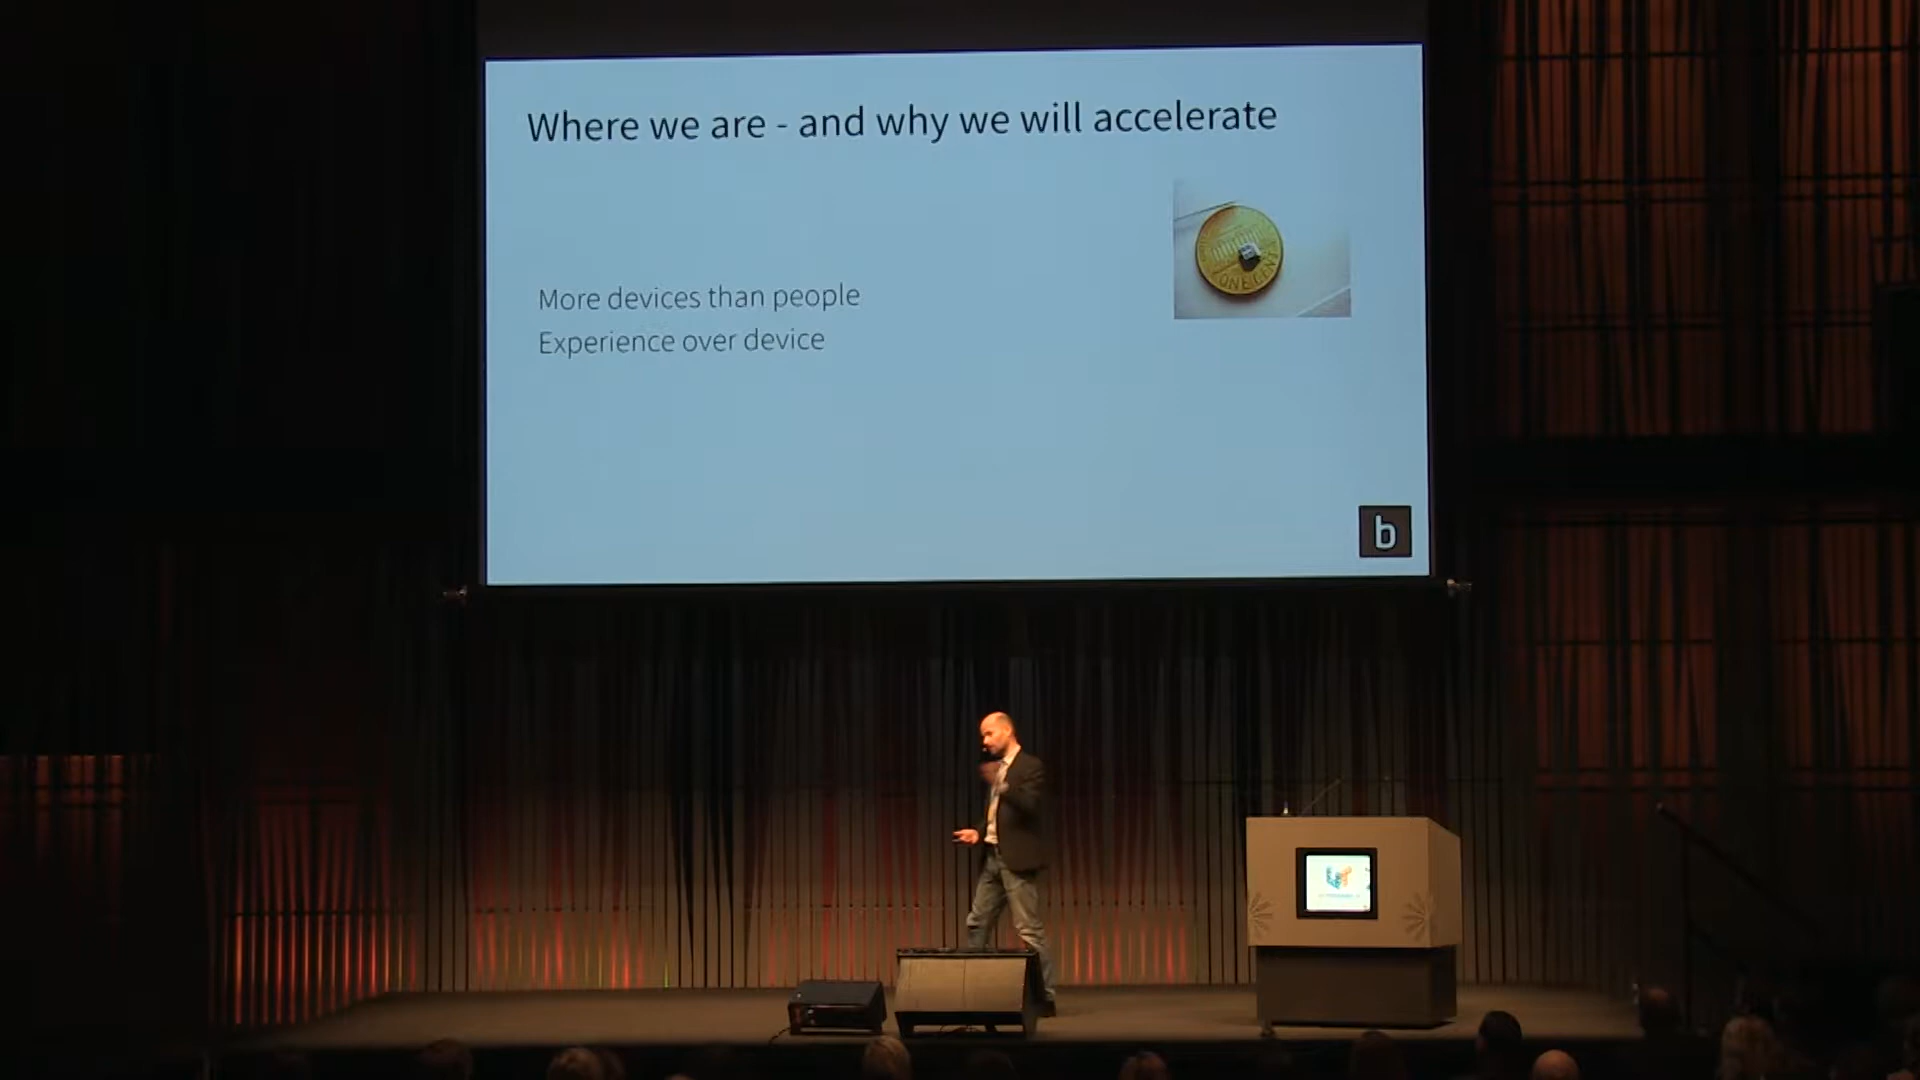 Where we are - and why we will accelerate
ONE CENT
More devices than people
Experience over device
b